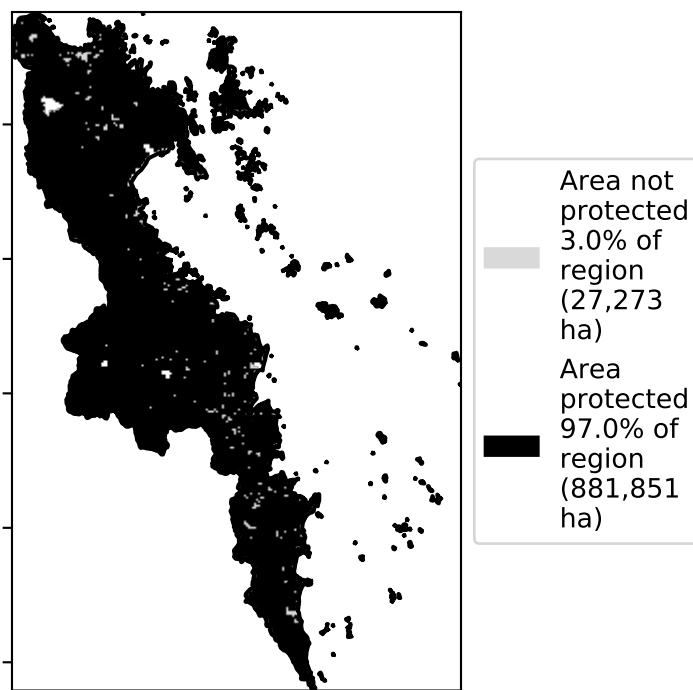 Area not
protected
3.0% of
region
(27,273
ha)
Area
protected
97.0% of
region
(881,851
ha)